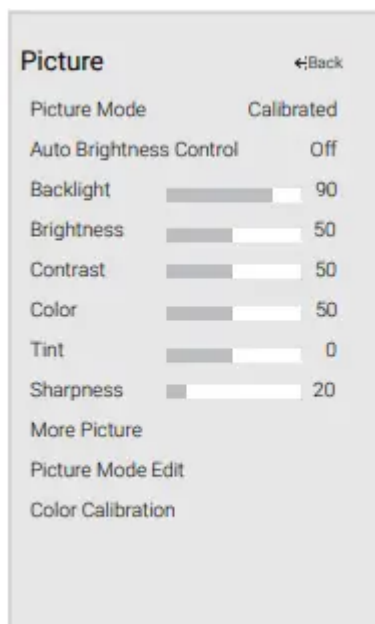 Picture ←Back
Picture Mode Calibrated
Auto Brightness Control Off
Backlight 90
Brightness 50
Contrast 50
Color 50
Tint 0
Sharpness 20
More Picture
Picture Mode Edit
Color Calibration